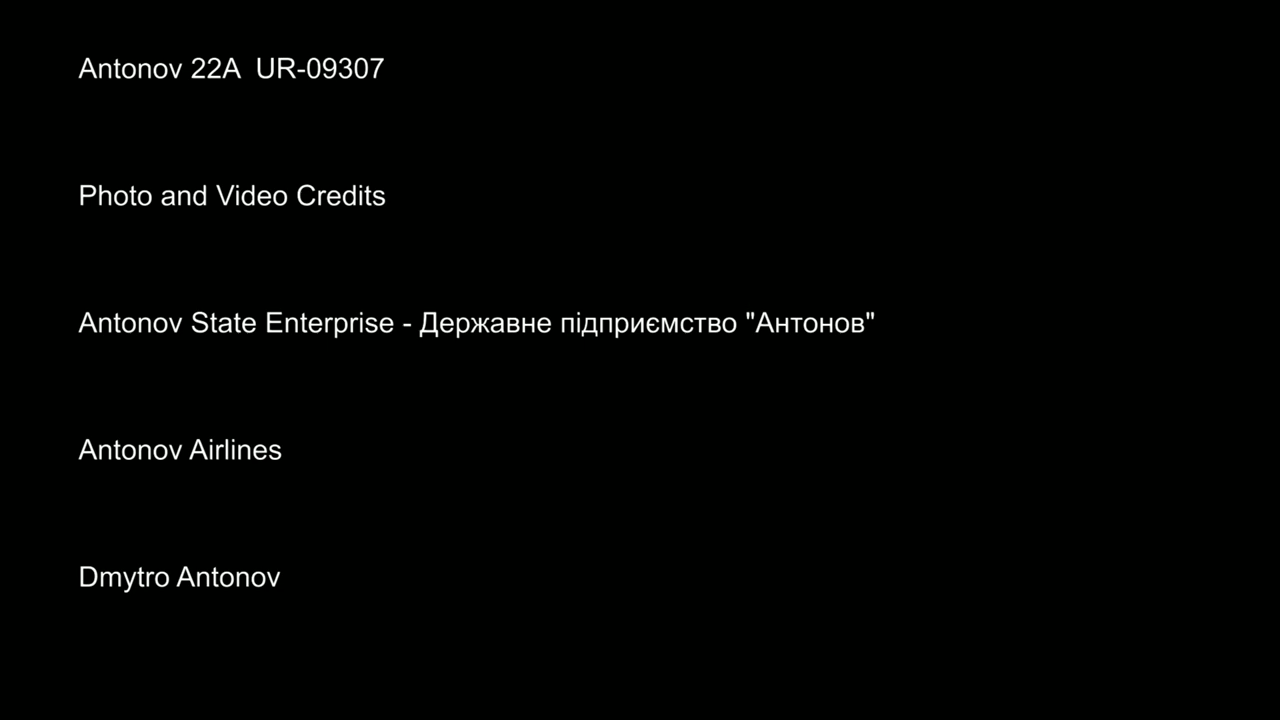 Antonov 22A  UR-09307
Photo and Video Credits
Antonov State Enterprise - Державне підприємство "Антонов"
Antonov Airlines
Dmytro Antonov